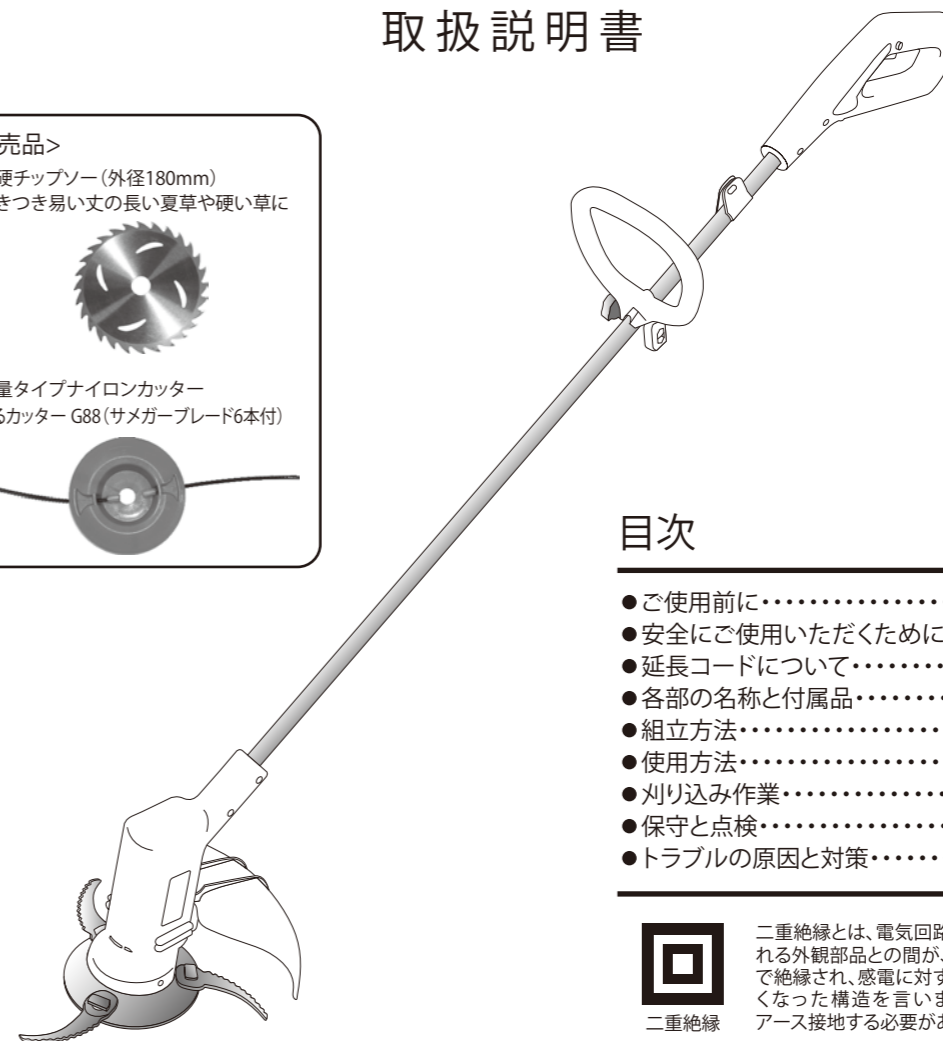 取扱説明書
売品>
硬チップソー（外径180mm）
きつき易い丈の長い夏草や硬い草に
量タイプナイロンカッター
るカッター G88（サメガーブレード6本付）
目次
●ご使用前に・・・・・・・・・・・・・・・
●安全にご使用いただくために
●延長コードについて・・・・・・・・
●各部の名称と付属品・・・・・・・・
●組立方法・・・・・・・・・・・・・・・・・
●使用方法・・・・・・・・・・・・・・・・・
●刈り込み作業・・・・・・・・・・・・・
●保守と点検・・・・・・・・・・・・・・・
●トラブルの原因と対策・・・・・・
二重絶縁とは、電気回路
れる外観部品との間が、
で絶縁され、感電に対す
くなった構造を言いま
アース接地する必要があ
二重絶縁